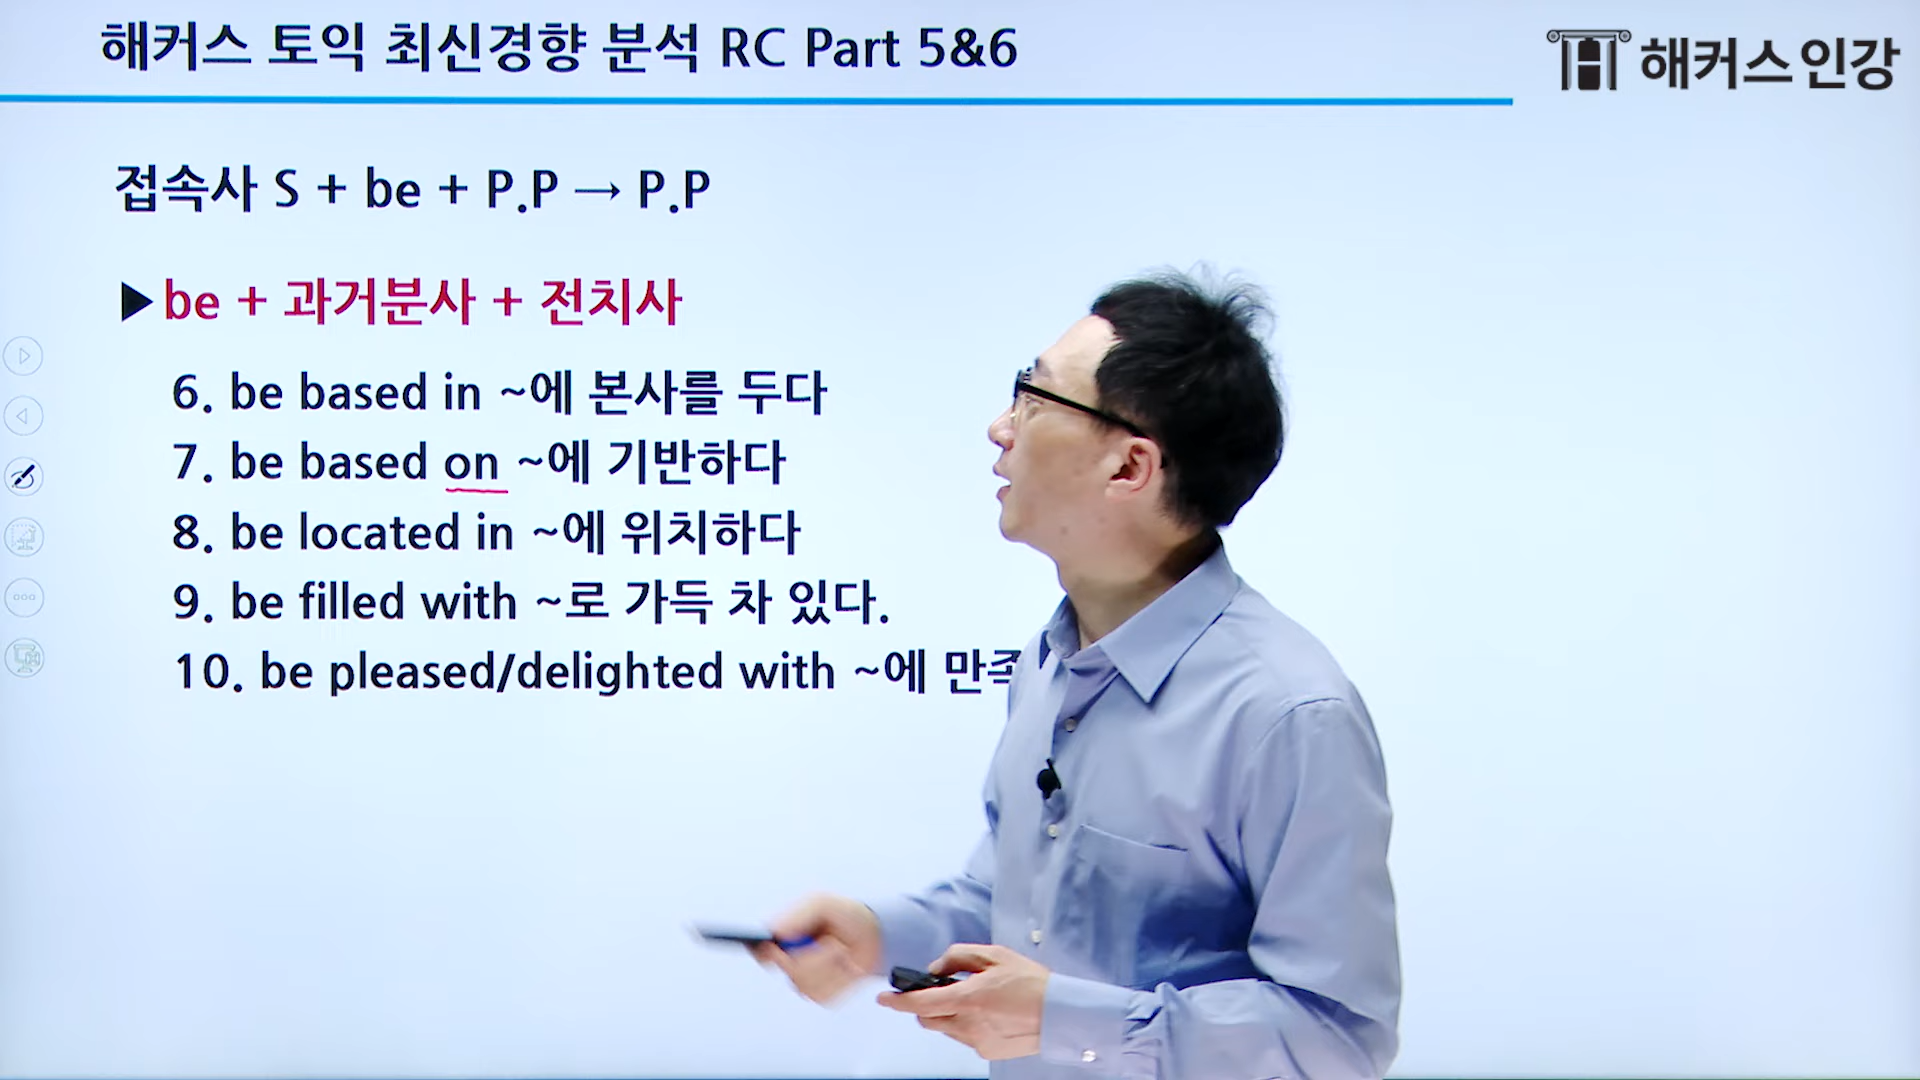 해커스 토익 최신경향 분석 RC Part 5&6
해커스인강
접속사 S + be + P.P → P.P
▶be + 과거분사 + 전치사
6. be based in ~에 본사를 두다
7. be based on ~에 기반하다
8. be located in ~에 위치하다
9. be filled with ~로 가득 차 있다.
10. be pleased/delighted with ~에 만족